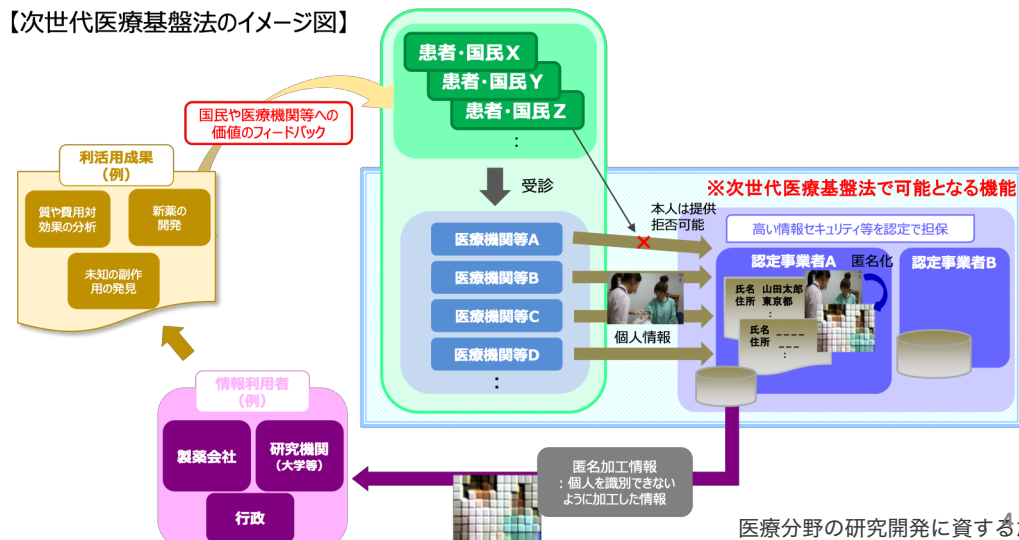 【次世代医療基盤法のイメージ図】
患者・国民X
患者・国民Y
患者・国民Z
:
国民や医療機関等への
価値のフィードバック
利活用成果
（例）
質や費用対
効果の分析
新薬の
開発
未知の副作
用の発見
受診
※次世代医療基盤法で可能となる機能
本人は提供
拒否可能
高い情報セキュリティ等を認定で担保
医療機関等A
医療機関等B
医療機関等C
医療機関等D
:
個人情報
認定事業者A
匿名化
認定事業者B
氏名 山田太郎
住所 東京都
:
氏名 ＿＿＿＿
住所 ＿＿＿
:
情報利用者
（例）
製薬会社
研究機関
（大学等）
行政
匿名加工情報
：個人を識別できない
ように加工した情報
4
医療分野の研究開発に資する